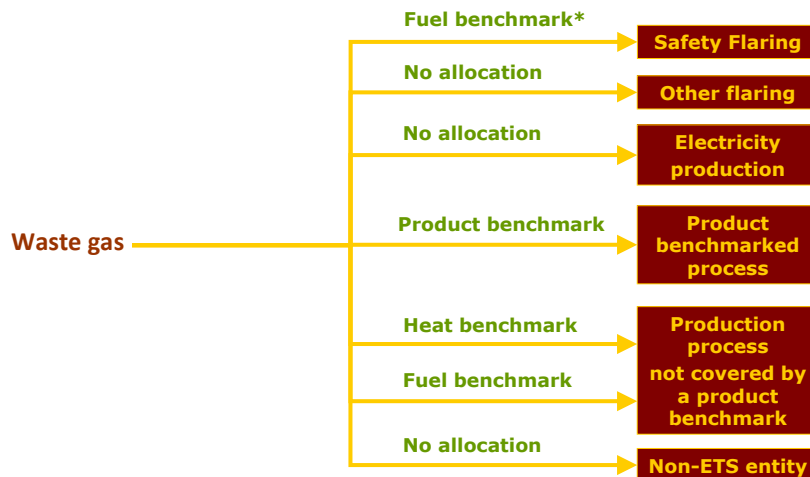 Fuel benchmark*
Safety Flaring
No allocation
Other flaring
No allocation
Electricity
production
Waste gas
Product benchmark
Product
benchmarked
process
Heat benchmark
Fuel benchmark
Production
process
not covered by
a product
benchmark
No allocation
Non-ETS entity